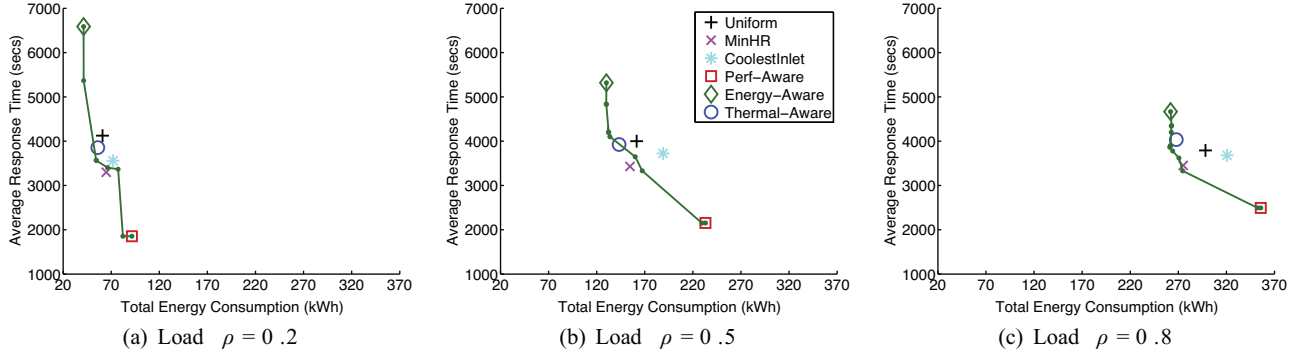 7000
6000
5000
4000
3000
2000
1000
Average Response Time (secs)
20 70 120 170 220 270 320 370
Total Energy Consumption (kWh)
(a) Load ρ = 0 .2
7000
6000
5000
4000
3000
2000
1000
Average Response Time (secs)
Uniform
MinHR
CoolestInlet
Perf−Aware
Energy−Aware
Thermal−Aware
20 70 120 170 220 270 320 370
Total Energy Consumption (kWh)
(b) Load ρ = 0 .5
7000
6000
5000
4000
3000
2000
1000
Average Response Time (secs)
20 70 120 170 220 270 320 370
Total Energy Consumption (kWh)
(c) Load ρ = 0 .8